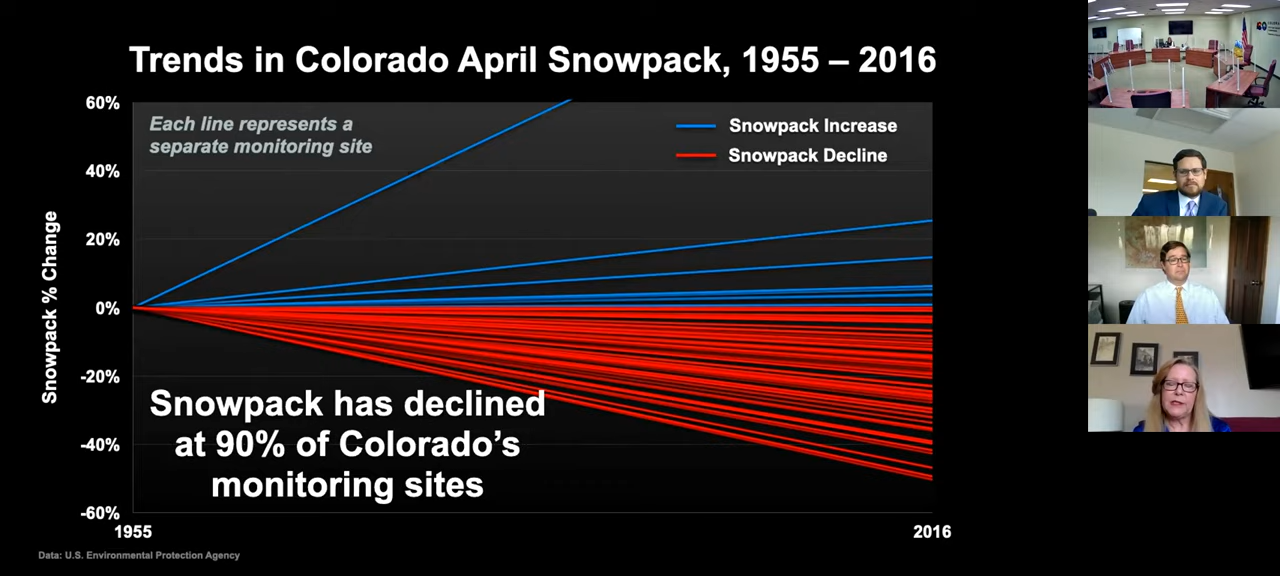 Trends in Colorado April Snowpack, 1955 – 2016
Each line represents a
separate monitoring site
Snowpack Increase
Snowpack Decline
Snowpack % Change
60%
40%
20%
0%
-20%
-40%
-60%
Snowpack has declined
at 90% of Colorado's
monitoring sites
1955
2016
Data: U.S. Environmental Protection Agency